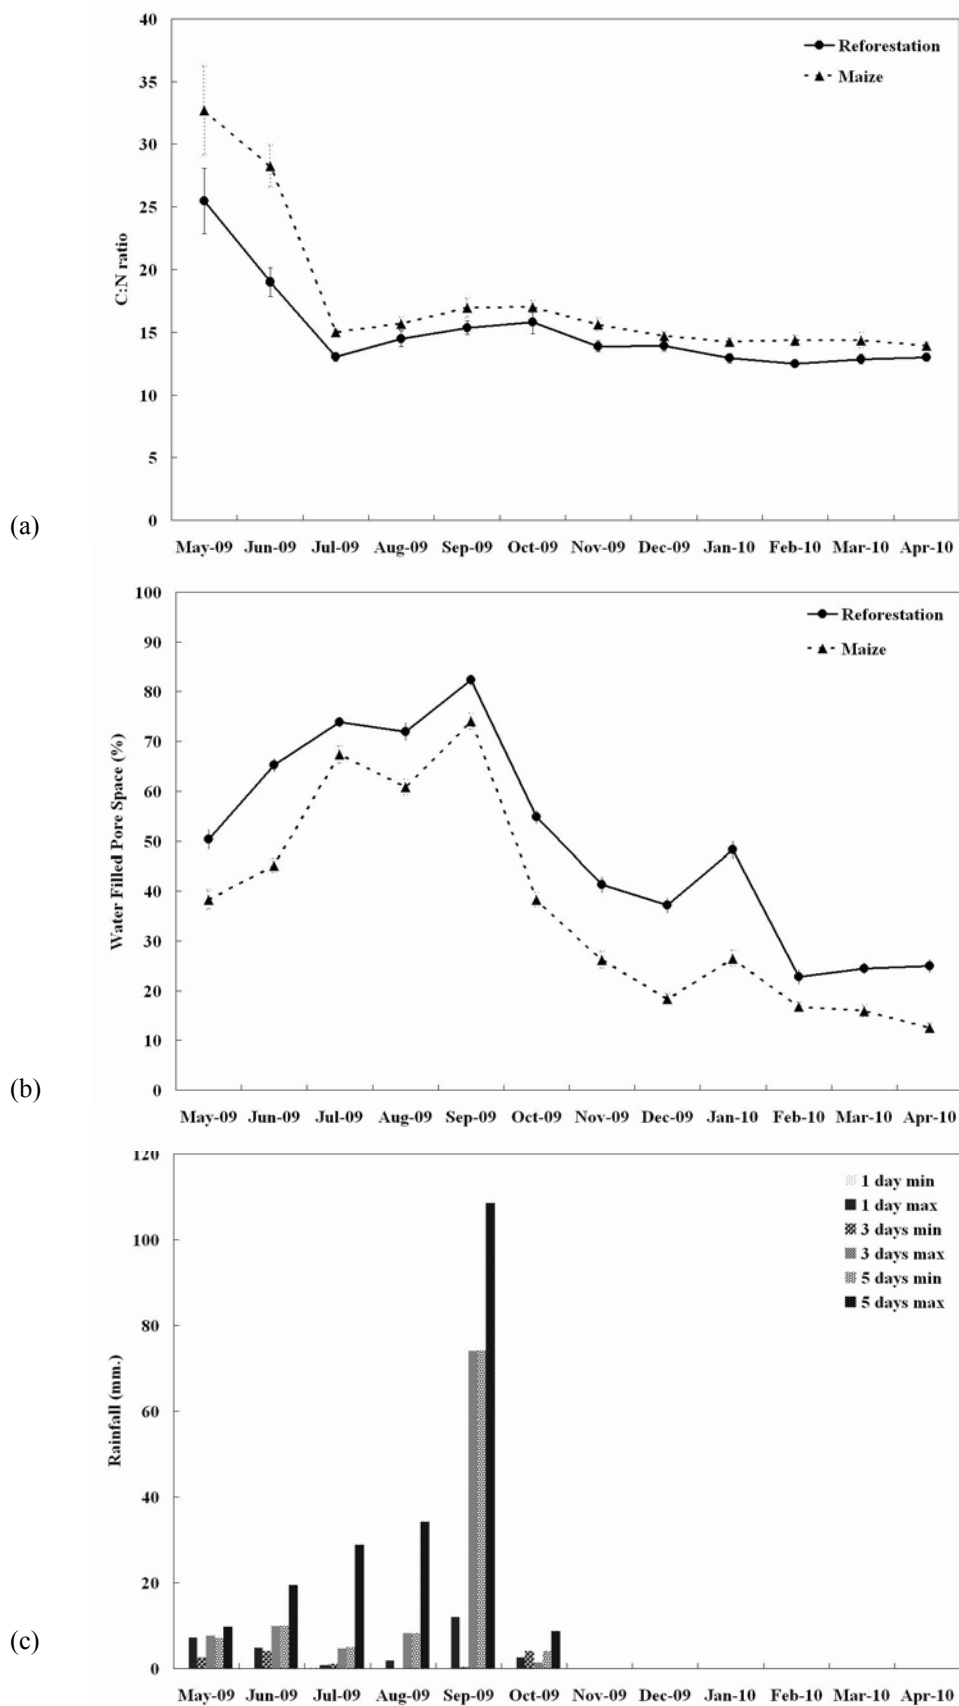 40
35
30
25
20
15
10
5
0
C:N ratio
Reforestation
Maize
(a)
May-09 Jun-09 Jul-09 Aug-09 Sep-09 Oct-09 Nov-09 Dec-09 Jan-10 Feb-10 Mar-10 Apr-10
100
90
80
70
60
50
40
30
20
10
0
Water Filled Pore Space (%)
Reforestation
Maize
(b)
May-09 Jun-09 Jul-09 Aug-09 Sep-09 Oct-09 Nov-09 Dec-09 Jan-10 Feb-10 Mar-10 Apr-10
120
100
80
60
40
20
0
Rainfall (mm.)
1 day min
1 day max
3 days min
3 days max
5 days min
5 days max
(c)
May-09 Jun-09 Jul-09 Aug-09 Sep-09 Oct-09 Nov-09 Dec-09 Jan-10 Feb-10 Mar-10 Apr-10